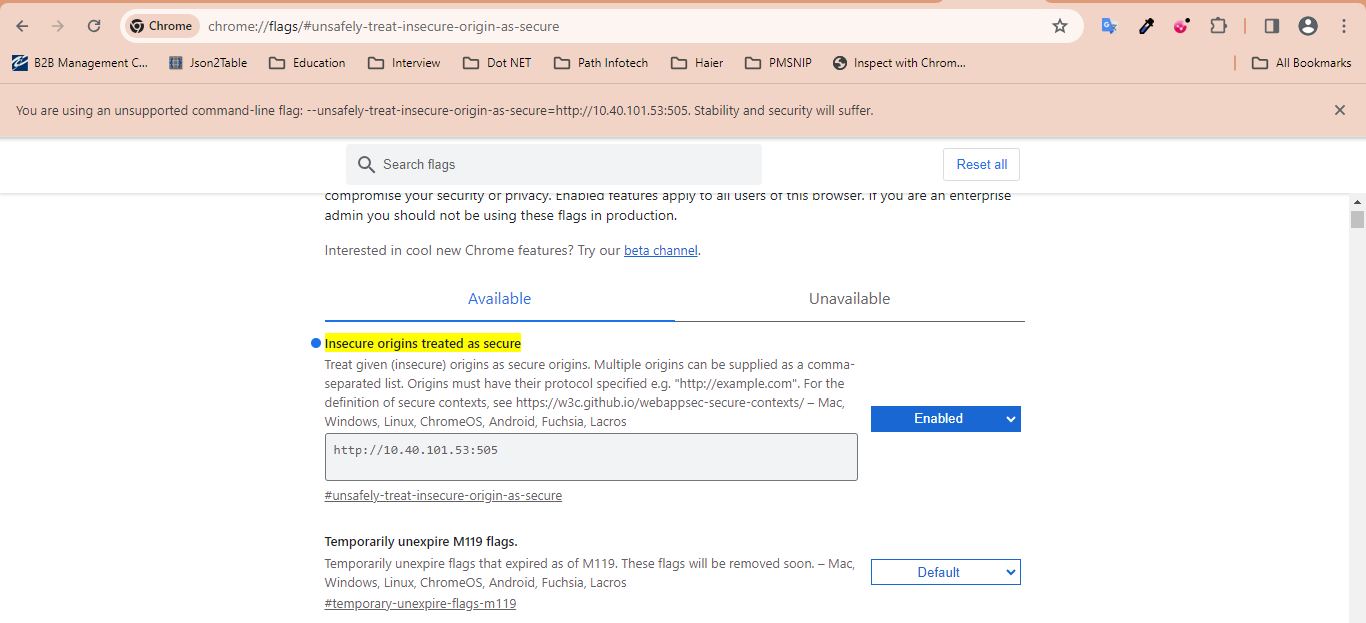 Chrome
chrome://flags/#unsafely-treat-insecure-origin-as-secure
B2B Management C...
Json2Table
Education
Interview
Dot NET
Path Infotech
Haier
PMSNIP
Inspect with Chrom...
All Bookmarks
You are using an unsupported command-line flag: --unsafely-treat-insecure-origin-as-secure=http://10.40.101.53:505. Stability and security will suffer.
Search flags
Reset all
compromise your security or privacy. Enabled features apply to all users of this browser. If you are an enterprise
admin you should not be using these flags in production.
Interested in cool new Chrome features? Try our beta channel.
Available
Unavailable
Insecure origins treated as secure
Treat given (insecure) origins as secure origins. Multiple origins can be supplied as a comma-
separated list. Origins must have their protocol specified e.g. "http://example.com". For the
definition of secure contexts, see https://w3c.github.io/webappsec-secure-contexts/ – Mac,
Windows, Linux, ChromeOS, Android, Fuchsia, Lacros
Enabled
http://10.40.101.53:505
#unsafely-treat-insecure-origin-as-secure
Temporarily unexpire M119 flags.
Temporarily unexpire flags that expired as of M119. These flags will be removed soon. – Mac,
Windows, Linux, ChromeOS, Android, Fuchsia, Lacros
Default
#temporary-unexpire-flags-m119